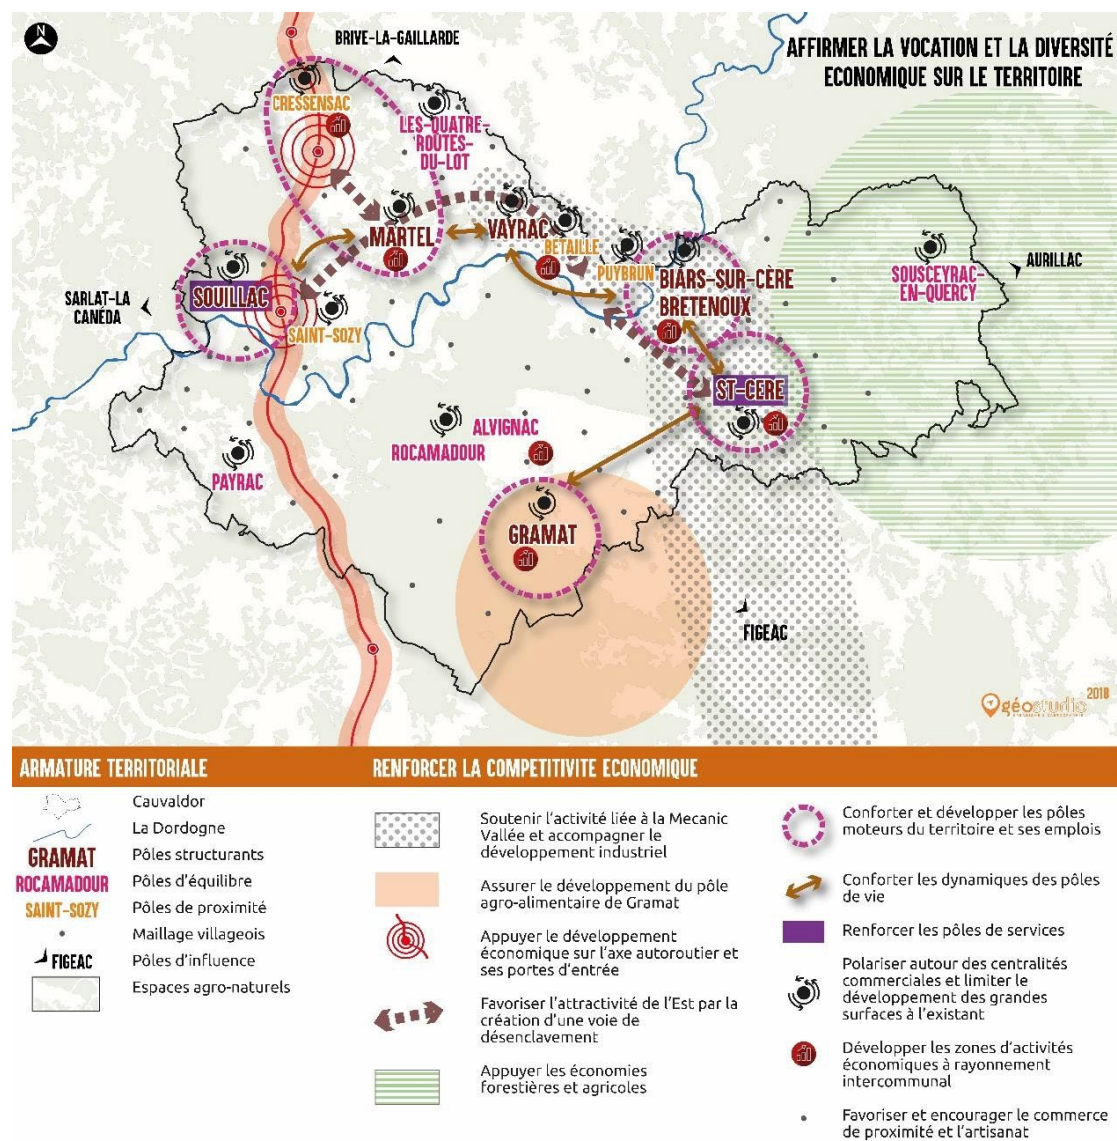 N
BRIVE-LA-GAILLARDE
AFFIRMER LA VOCATION ET LA DIVERSITÉ
ECONOMIQUE SUR LE TERRITOIRE
CRESSENSAC
LES-QUATRE-
ROUTES-
DU-LOT
MARTEL
VAYRAC
BETAILLE
PUYBRUN
BIARS-SUR-CÈRE
BRETENOUX
SOUSCEYRAC-
EN-QUERCY
AURILLAC
SARLAT-LA
CANÉDA
SOUILLAC
SAINT-SOZY
ST-CERE
ALVIGNAC
ROCAMADOUR
PAYRAC
GRAMAT
FIGEAC
géostudio 2018
ARMATURE TERRITORIALE
Cauvaldor
La Dordogne
GRAMAT Pôles structurants
ROCAMADOUR Pôles d'équilibre
SAINT-SOZY Pôles de proximité
Maillage villageois
FIGEAC Pôles d'influence
Espaces agro-naturels
RENFORCER LA COMPETITIVITE ECONOMIQUE
Soutenir l'activité liée à la Mecanic
Vallée et accompagner le
développement industriel
Assurer le développement du pôle
agro-alimentaire de Gramat
Appuyer le développement
économique sur l'axe autoroutier et
ses portes d'entrée
Favoriser l'attractivité de l'Est par la
création d'une voie de
désenclavement
Appuyer les économies
forestières et agricoles
Conforter et développer les pôles
moteurs du territoire et ses emplois
Conforter les dynamiques des pôles
de vie
Renforcer les pôles de services
Polariser autour des centralités
commerciales et limiter le
développement des grandes
surfaces à l'existant
Développer les zones d'activités
économiques à rayonnement
intercommunal
Favoriser et encourager le commerce
de proximité et l'artisanat